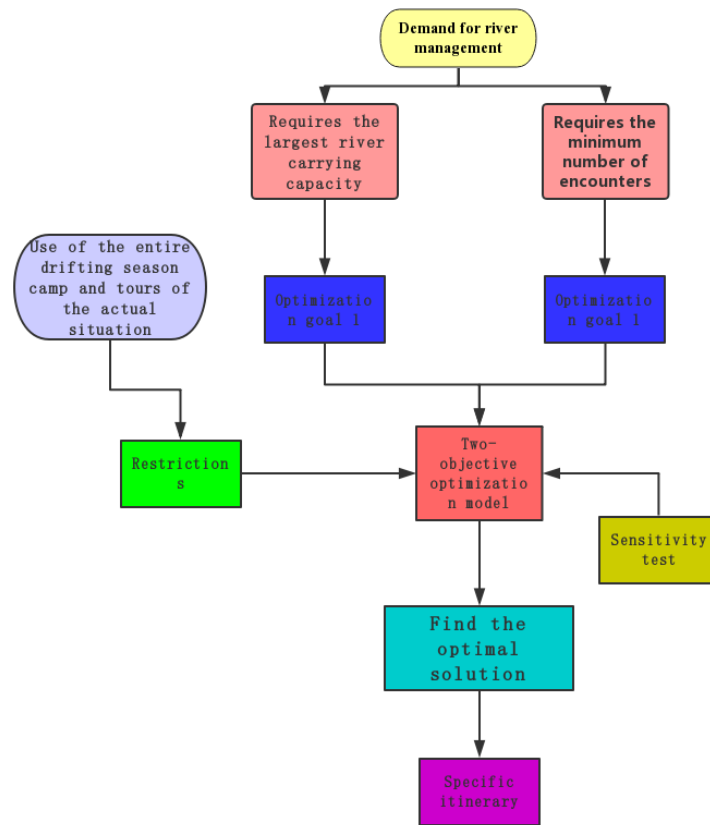 Demand for river
management
Requires the
largest river
carrying
capacity
Requires the
minimum
number of
encounters
Use of the entire
drifting season
camp and tours of
the actual
situation
Optimizatio
n goal 1
Optimizatio
n goal 1
Restriction
s
Two-
objective
optimizatio
n model
Sensitivity
test
Find the
optimal
solution
Specific
itinerary